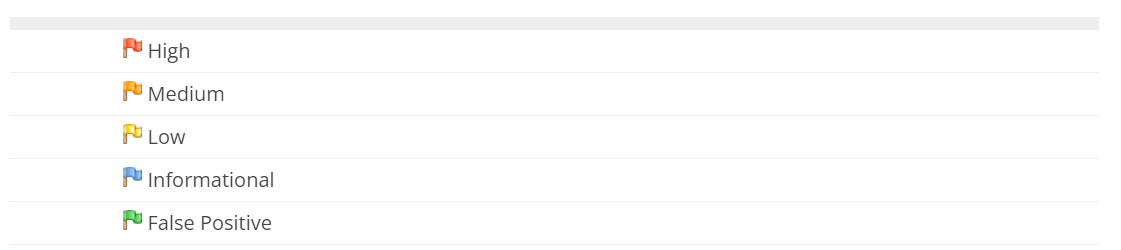 High
Medium
Low
Informational
False Positive